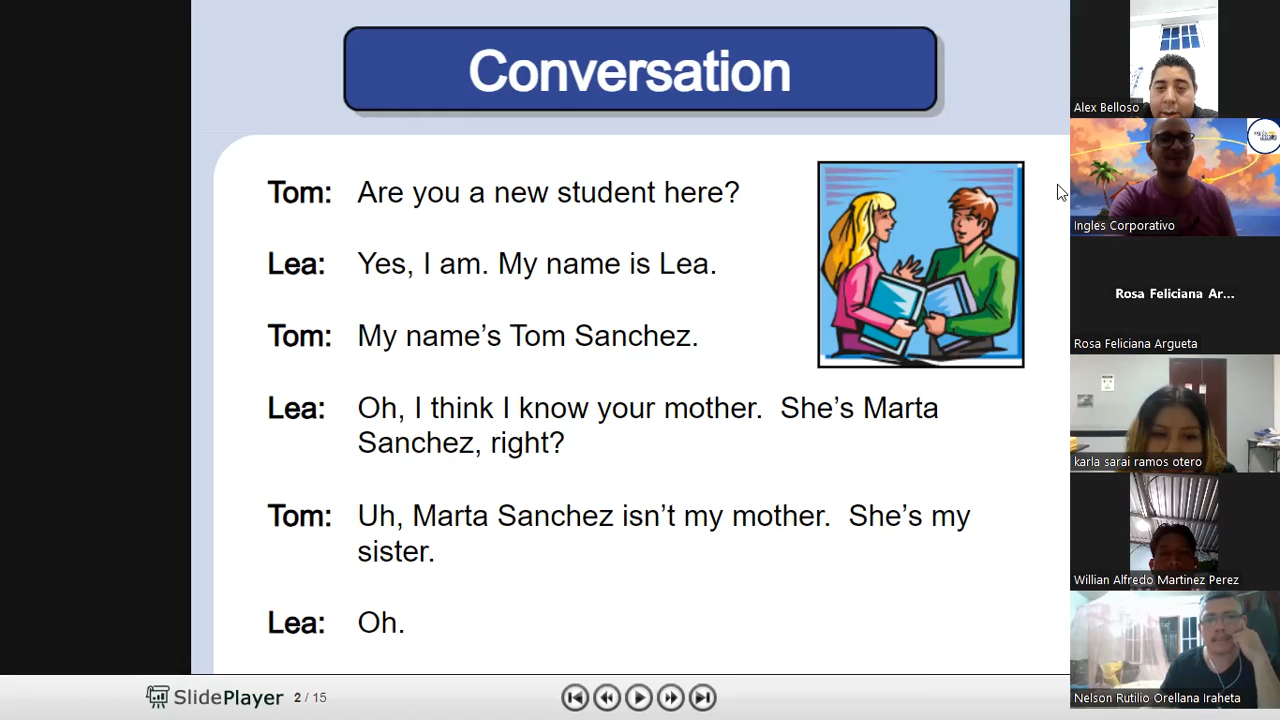 Conversation
Tom: Are you a new student here?
Lea: Yes, I am. My name is Lea.
Tom: My name's Tom Sanchez.
Lea: Oh, I think I know your mother. She's Marta
Sanchez, right?
Tom: Uh, Marta Sanchez isn't my mother. She's my
sister.
Lea: Oh.
SlidePlayer
2 / 15
Alex Belloso
Ingles Corporativo
Rosa Feliciana Ar...
Rosa Feliciana Argueta
karla sarai ramos otero
Willian Alfredo Martinez Perez
Nelson Rutilio Orellana Iraheta